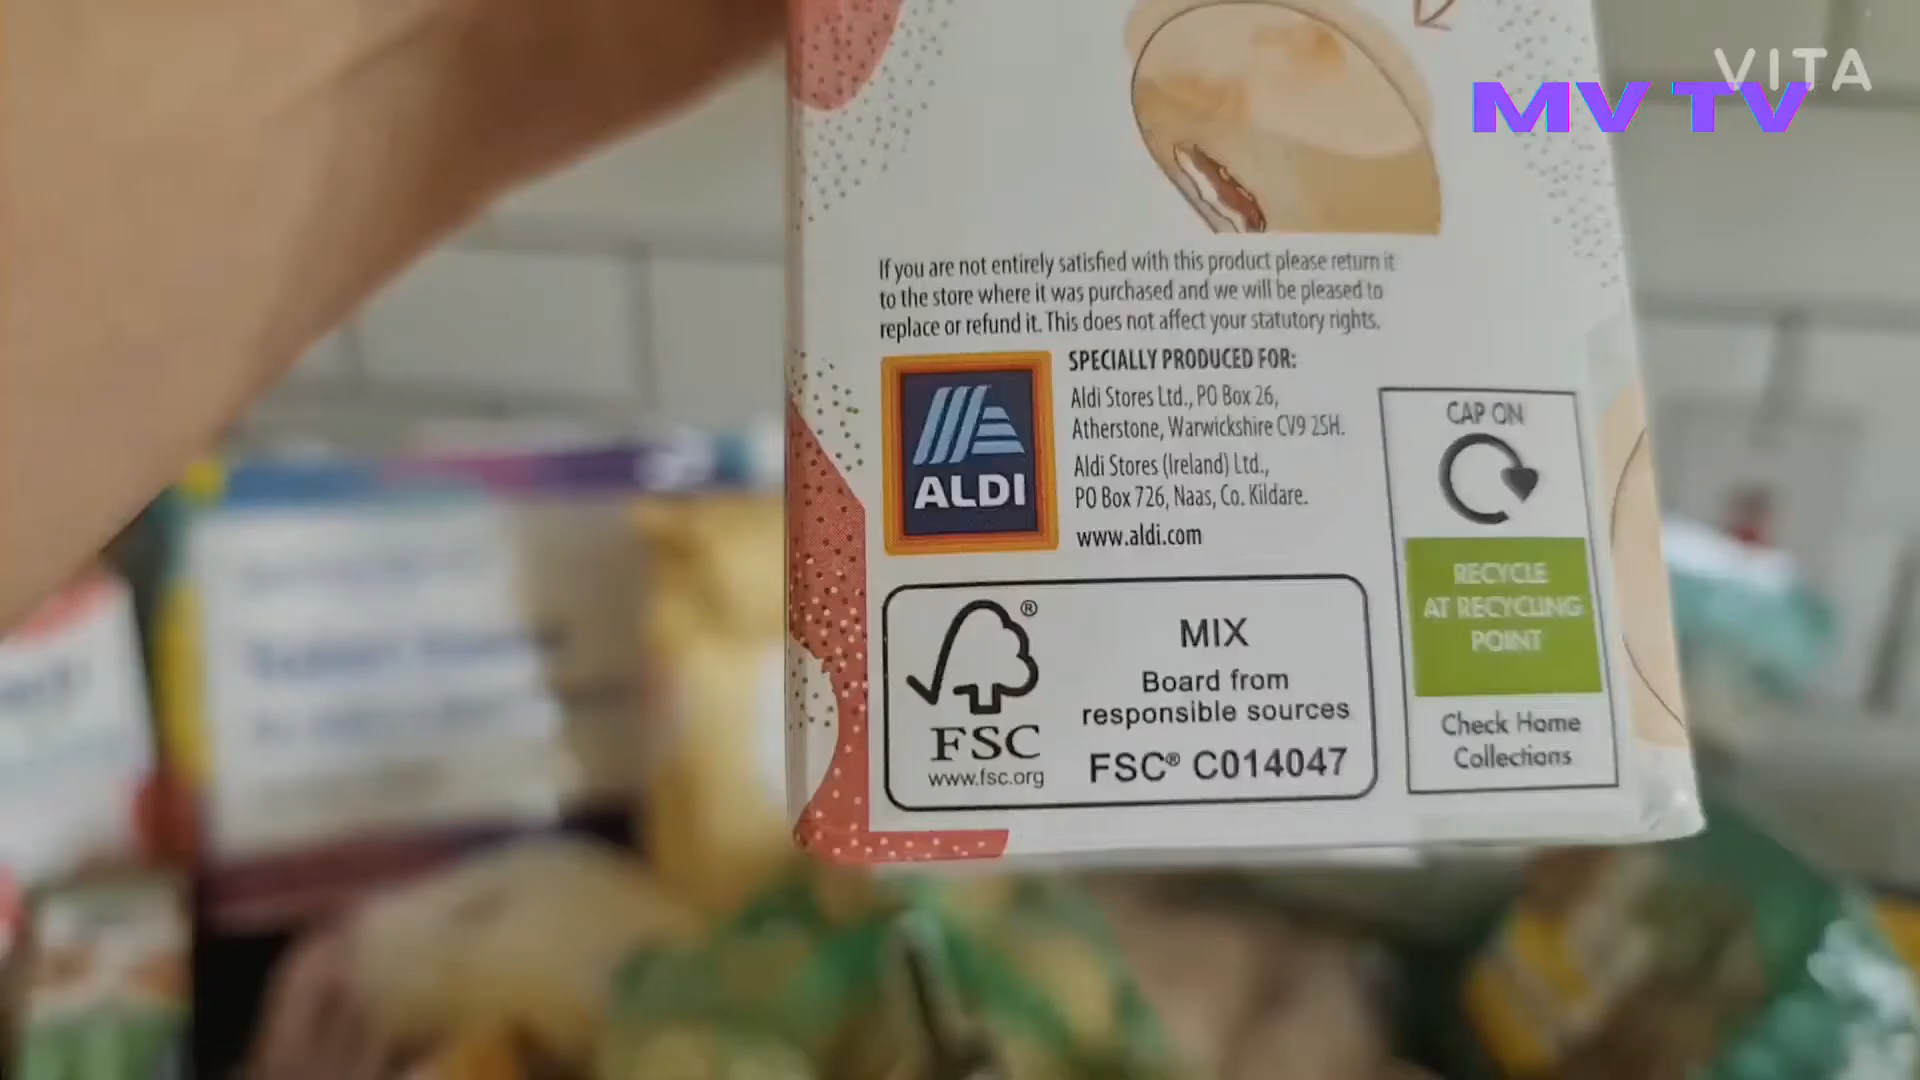 VITA
MV TV
If you are not entirely satisfied with this product please return it
to the store where it was purchased and we will be pleased to
replace or refund it. This does not affect your statutory rights.
ALDI
SPECIALLY PRODUCED FOR:
Aldi Stores Ltd., PO Box 26,
Atherstone, Warwickshire CV9 2SH.
Aldi Stores (Ireland) Ltd.,
PO Box 726, Naas, Co. Kildare.
www.aldi.com
CAP ON
RECYCLE
AT RECYCLING
POINT
Check Home
Collections
®
FSC
www.fsc.org
MIX
Board from
responsible sources
FSC® C014047